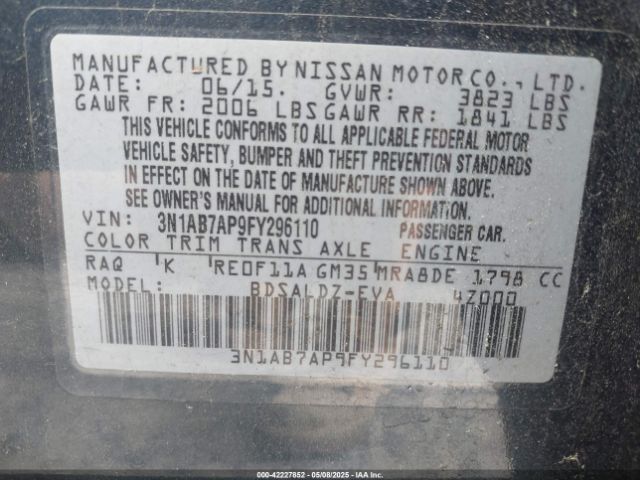 MANUFACTURED BY NISSAN MOTOR CO., LTD.
DATE: 06/15. GVWR: 3823 LBS
GAWR FR: 2006 LBS GAWR RR: 1841 LBS
THIS VEHICLE CONFORMS TO ALL APPLICABLE FEDERAL MOTOR
VEHICLE SAFETY, BUMPER AND THEFT PREVENTION STANDARDS
IN EFFECT ON THE DATE OF MANUFACTURE SHOWN ABOVE.
SEE OWNER'S MANUAL FOR ADDITIONAL INFORMATION.
VIN: 3N1AB7AP9FY296110 PASSENGER CAR.
COLOR TRIM TRANS AXLE ENGINE
RAQ K RE0F11A GM35 MRA8DE 1798 CC
MODEL: BDSALDZ-EVA 4Z000
3N1AB7AP9FY296110
000-42227852 - 05/08/2025 - IAA Inc.